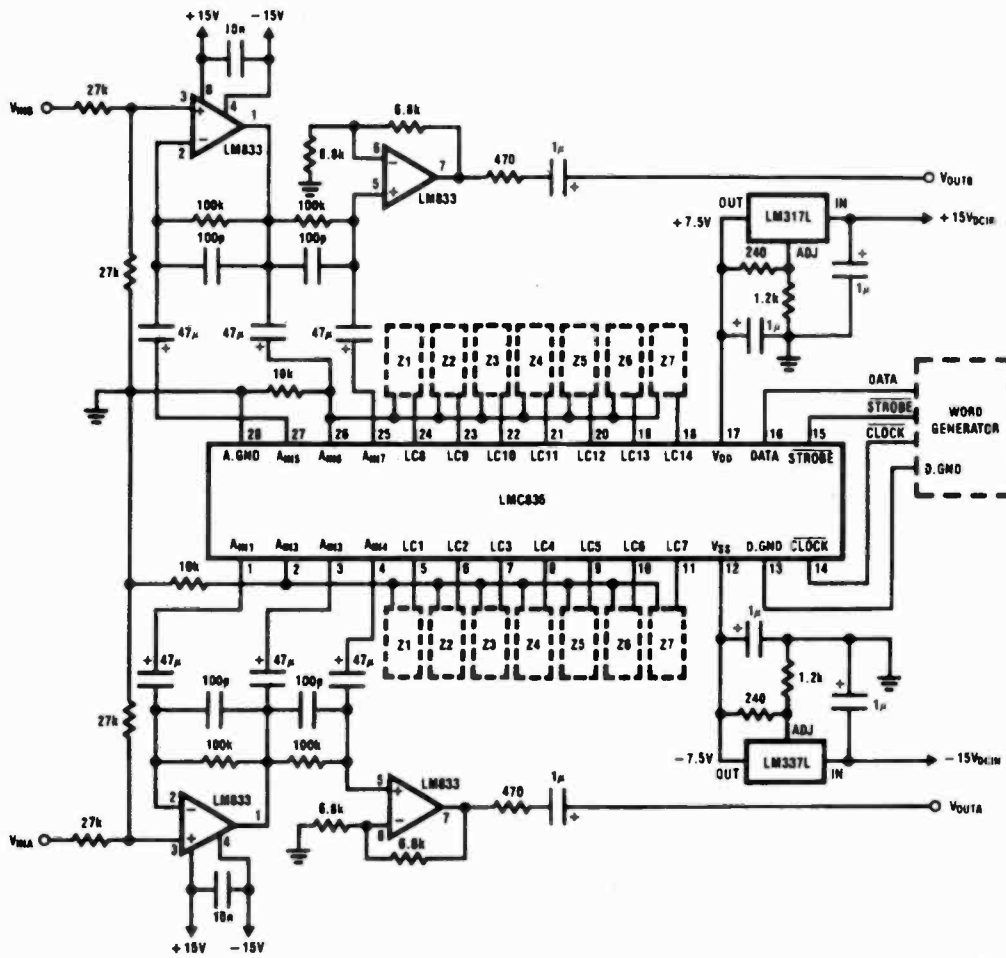 +15V -15V
10n
27k
VINB
3 8 4 1
+
-
2
LM833
6.8k
6.8k
6
-
7
5
+
LM833
470
1µ
+
VOUTB
100k 100k
100p 100p
27k
47µ 47µ 47µ
+ + +
OUT LM317L IN
+7.5V
+15VDCIN
ADJ
240
1.2k
+
1µ
+
1µ
10k
Z1 Z2 Z3 Z4 Z5 Z6 Z7
DATA
STROBE
CLOCK
D.GND
WORD
GENERATOR
28 27 26 25 24 23 22 21 20 19 18 17 16 15
A.GND AIN5 AIN6 AIN7 LC8 LC9 LC10 LC11 LC12 LC13 LC14 VDD DATA STROBE
LMC835
AIN1 AIN2 AIN3 AIN4 LC1 LC2 LC3 LC4 LC5 LC6 LC7 VSS D.GND CLOCK
1 2 3 4 5 6 7 8 9 10 11 12 13 14
10k
Z1 Z2 Z3 Z4 Z5 Z6 Z7
+ + +
47µ 47µ 47µ
100p 100p
100k 100k
27k
+
1µ
1.2k
+
1µ
240
ADJ
-7.5V
OUT LM337L IN
-15VDCIN
27k
VINA
2
-
LM833
1
+
3 4
5
+
LM833
7
-
6
6.8k
6.8k
470
1µ
+
VOUTA
10n
+15V -15V